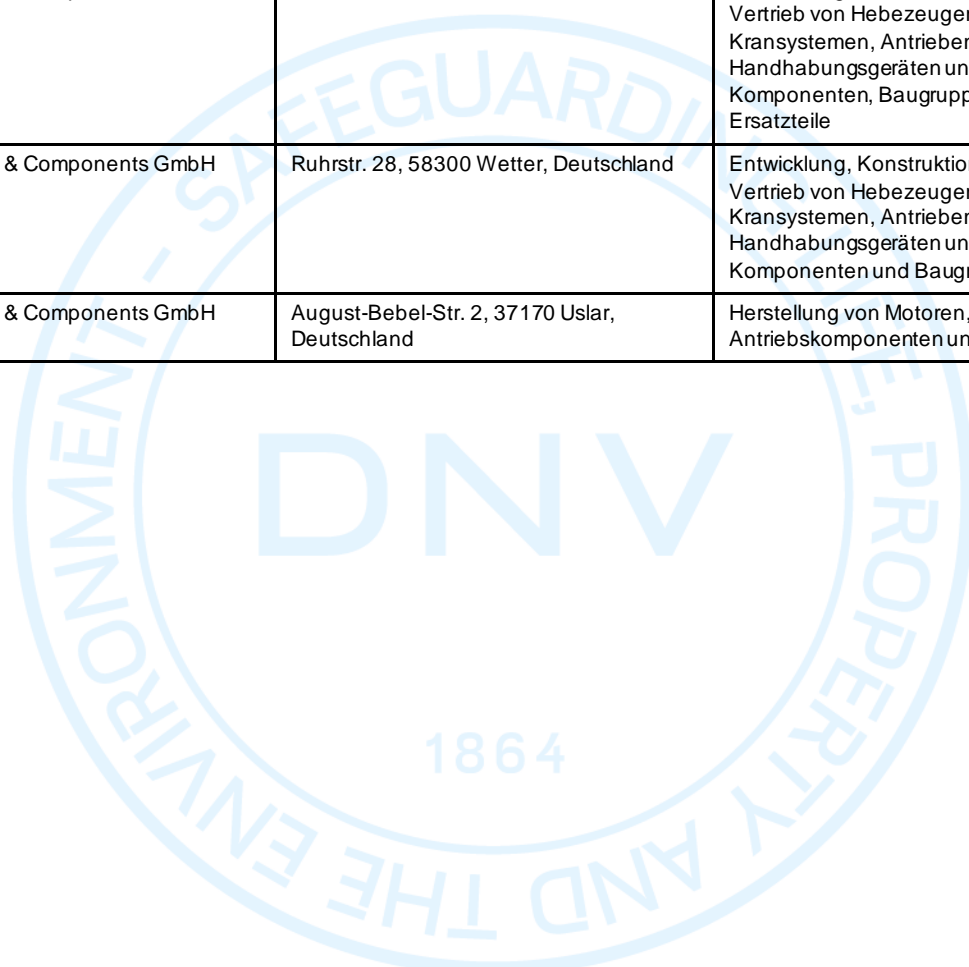 Vertrieb von Hebezeugen
Kransystemen, Antrieben
Handhabungsgeräten un
Komponenten, Baugrupp
Ersatzteile
& Components GmbH
Ruhrstr. 28, 58300 Wetter, Deutschland
Entwicklung, Konstruktion
Vertrieb von Hebezeugen
Kransystemen, Antrieben
Handhabungsgeräten un
Komponenten und Baugr
& Components GmbH
August-Bebel-Str. 2, 37170 Uslar,
Deutschland
Herstellung von Motoren,
Antriebskomponenten un
SAFEGUARDING LIFE, PROPERTY AND THE ENVIRONMENT -
DNV
1864